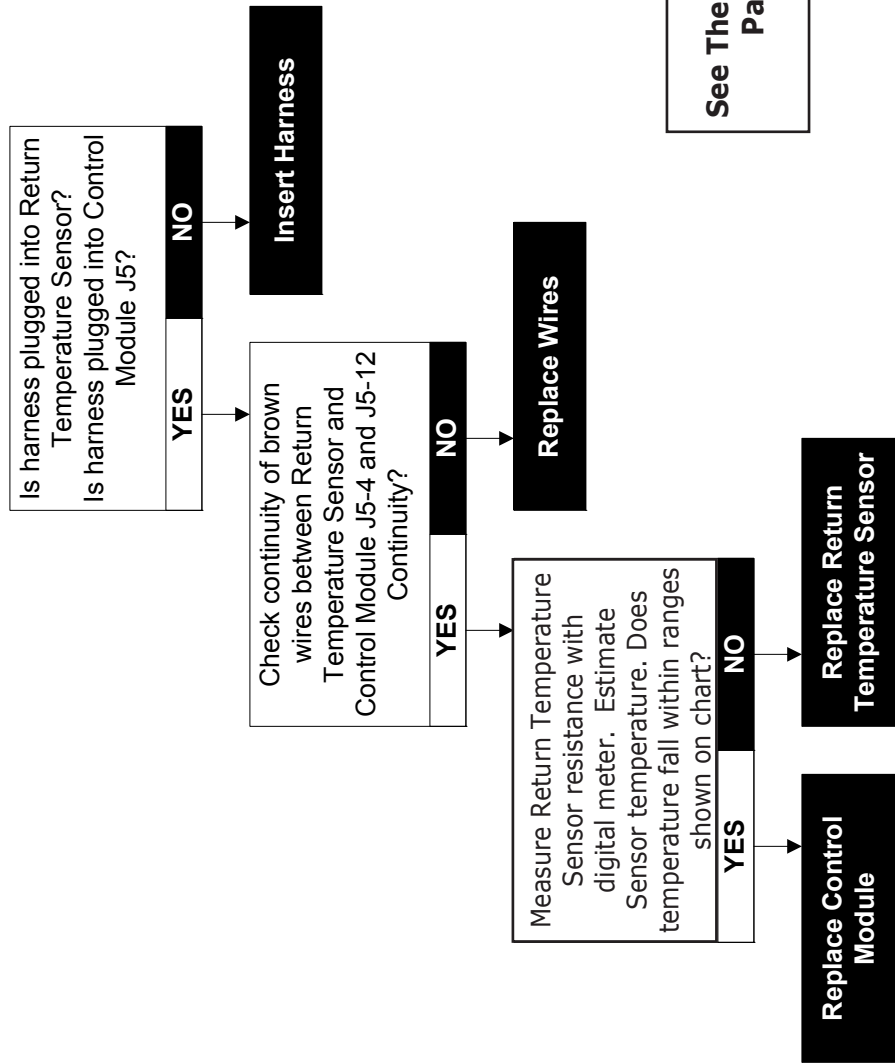 Is harness plugged into Return
Temperature Sensor?
Is harness plugged into Control
Module J5?
YES
NO
Insert Harness
Check continuity of brown
wires between Return
Temperature Sensor and
Control Module J5-4 and J5-12
Continuity?
YES
NO
Replace Wires
Measure Return Temperature
Sensor resistance with
digital meter. Estimate
Sensor temperature. Does
temperature fall within ranges
shown on chart?
YES
NO
Replace Control
Module
Replace Return
Temperature Sensor
See The
Pa